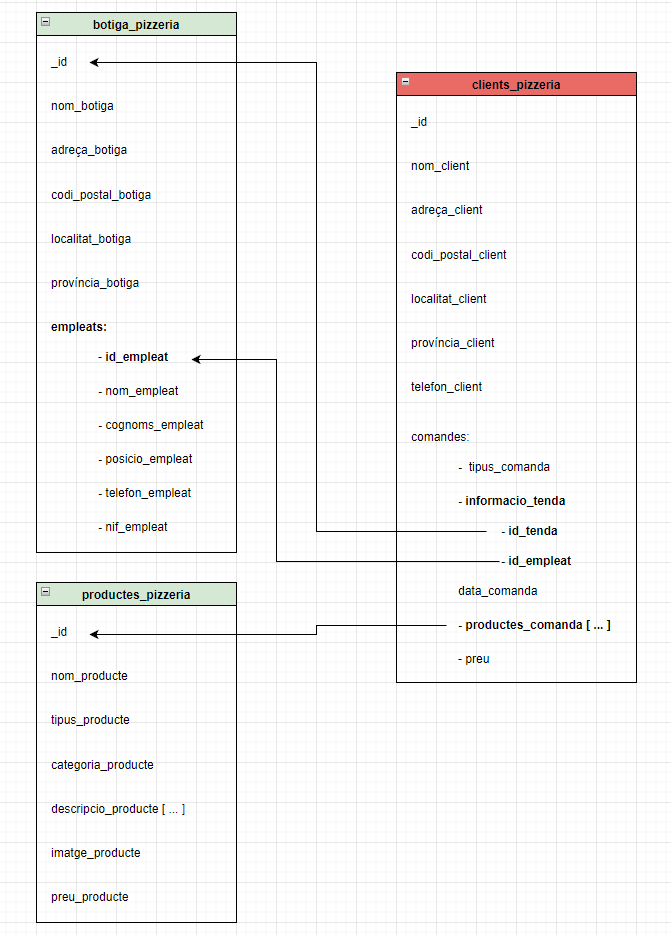 botiga_pizzeria
_id
nom_botiga
adreça_botiga
codi_postal_botiga
localitat_botiga
província_botiga
empleats:
- id_empleat
- nom_empleat
- cognoms_empleat
- posicio_empleat
- telefon_empleat
- nif_empleat
clients_pizzeria
_id
nom_client
adreça_client
codi_postal_client
localitat_client
província_client
telefon_client
comandes:
- tipus_comanda
- informacio_tenda
- id_tenda
- id_empleat
data_comanda
- productes_comanda [ ... ]
- preu
productes_pizzeria
_id
nom_producte
tipus_producte
categoria_producte
descripcio_producte [ ... ]
imatge_producte
preu_producte